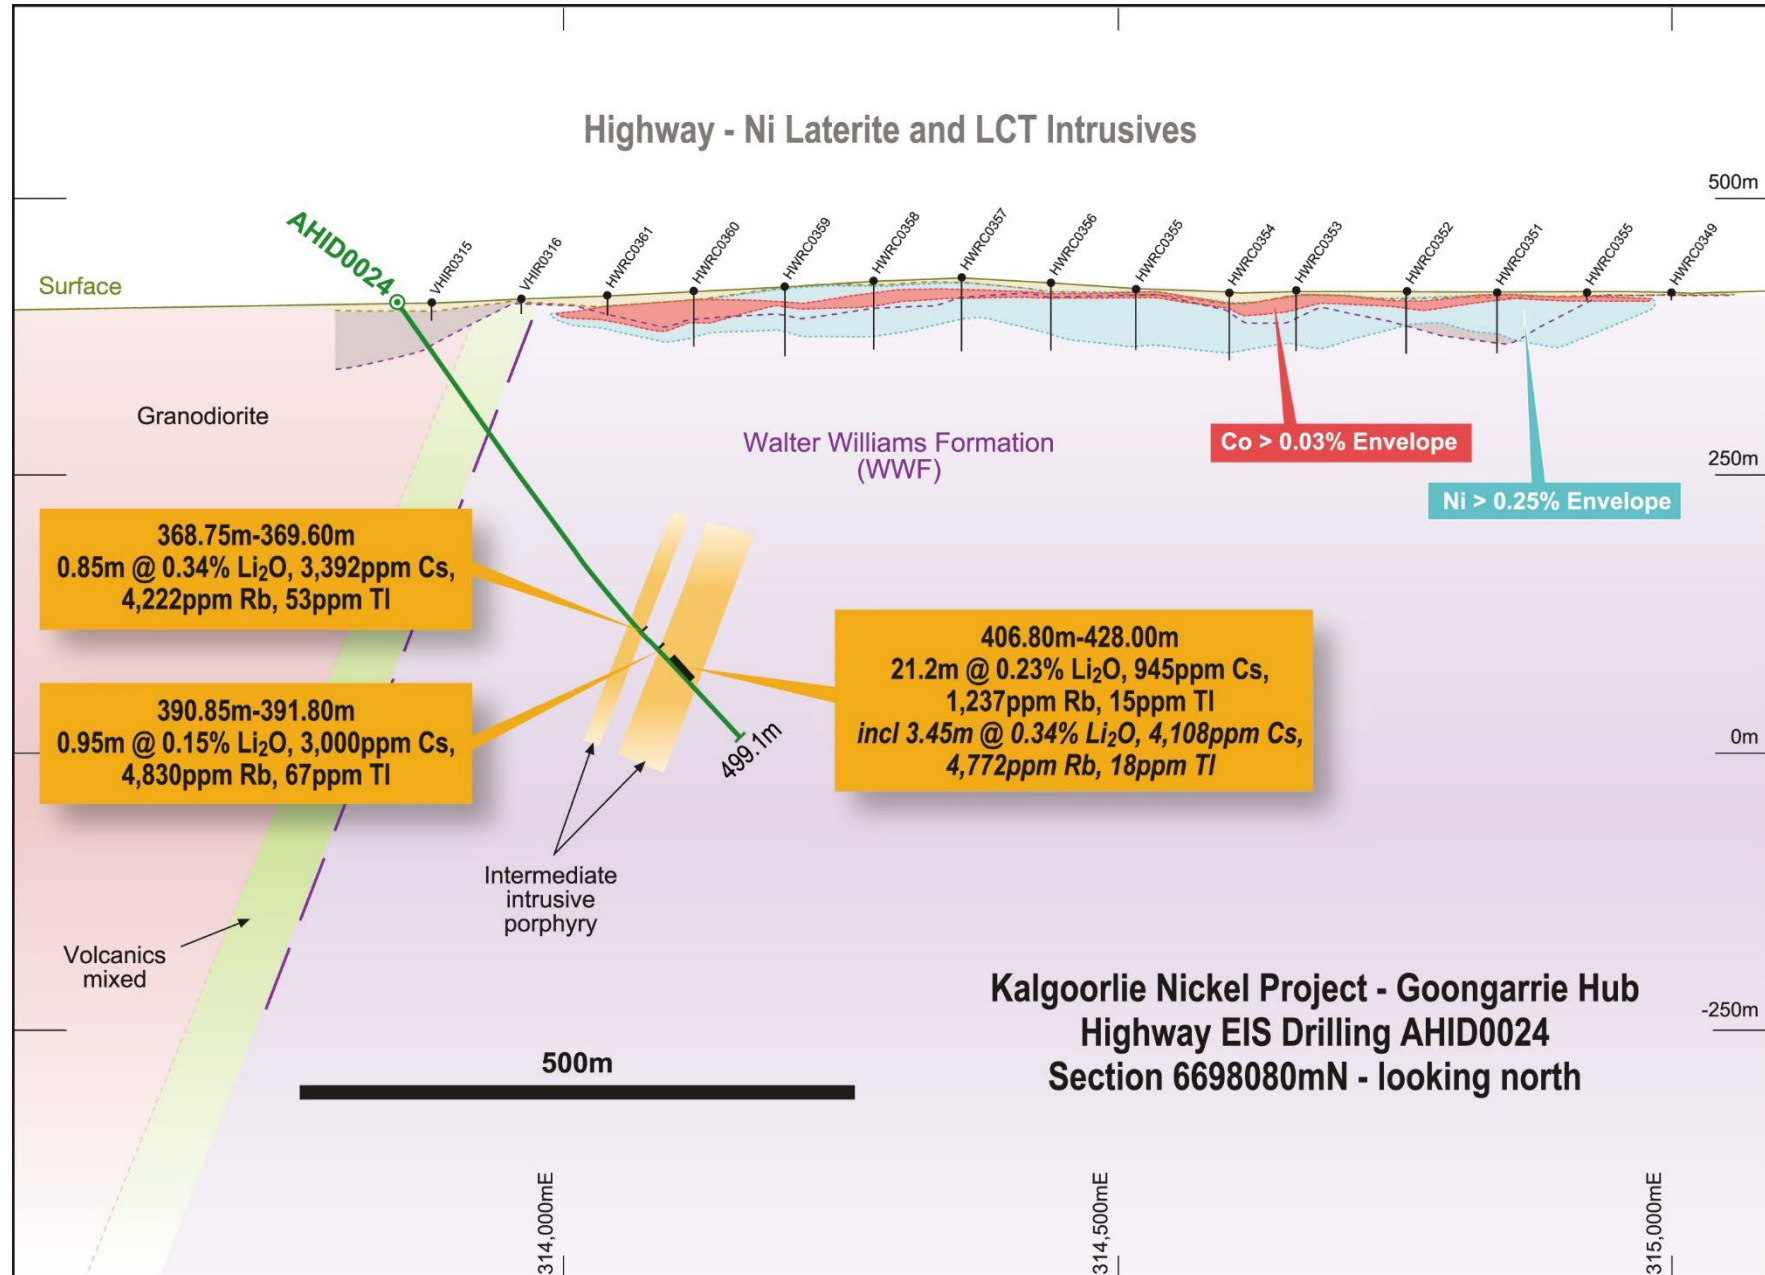 Highway - Ni Laterite and LCT Intrusives
500m
AHID0024
VHIR0315
VHIR0316
HWRC0361
HWRC0360
HWRC0359
HWRC0358
HWRC0357
HWRC0356
HWRC0355
HWRC0354
HWRC0353
HWRC0352
HWRC0351
HWRC0355
HWRC0349
Surface
Granodiorite
Walter Williams Formation
(WWF)
Co > 0.03% Envelope
250m
Ni > 0.25% Envelope
368.75m-369.60m
0.85m @ 0.34% Li₂O, 3,392ppm Cs,
4,222ppm Rb, 53ppm Tl
390.85m-391.80m
0.95m @ 0.15% Li₂O, 3,000ppm Cs,
4,830ppm Rb, 67ppm Tl
406.80m-428.00m
21.2m @ 0.23% Li₂O, 945ppm Cs,
1,237ppm Rb, 15ppm Tl
incl 3.45m @ 0.34% Li₂O, 4,108ppm Cs,
4,772ppm Rb, 18ppm Tl
499.1m
0m
Intermediate
intrusive
porphyry
Volcanics
mixed
Kalgoorlie Nickel Project - Goongarrie Hub
Highway EIS Drilling AHID0024
Section 6698080mN - looking north
-250m
500m
314,000mE
314,500mE
315,000mE